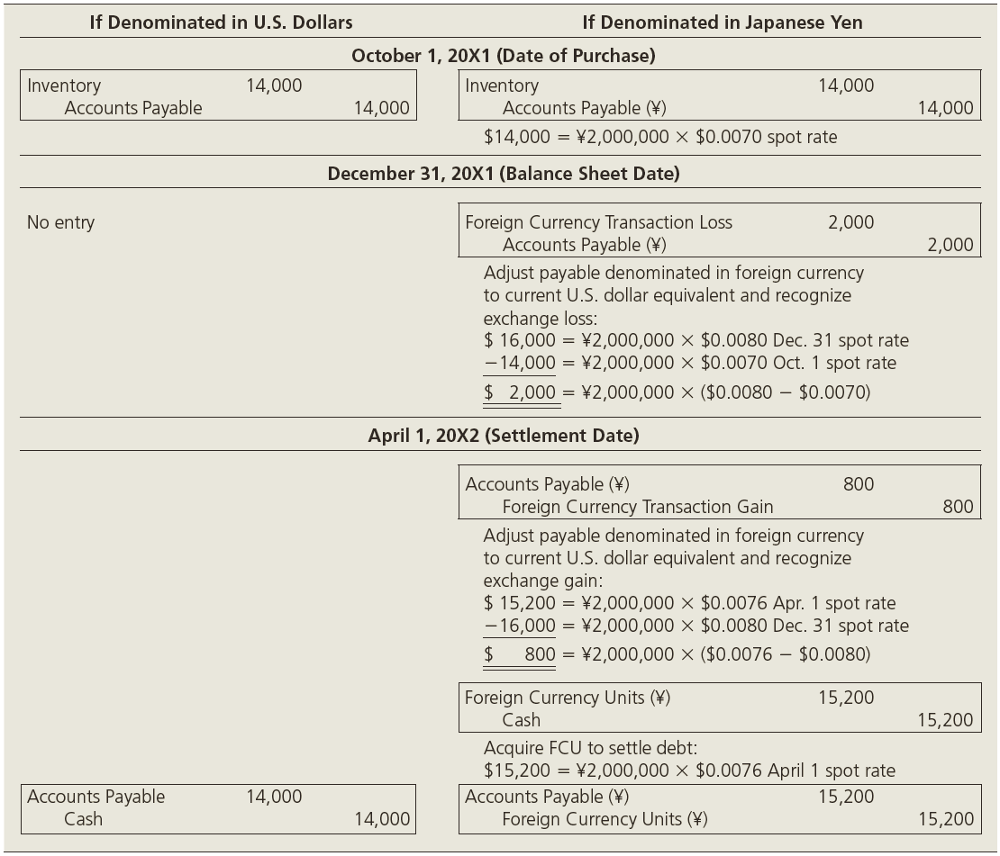 If Denominated in U.S. Dollars If Denominated in Japanese Yen
October 1, 20X1 (Date of Purchase)
Inventory 14,000 Inventory 14,000
Accounts Payable 14,000 Accounts Payable (¥) 14,000
$14,000 = ¥2,000,000 × $0.0070 spot rate
December 31, 20X1 (Balance Sheet Date)
No entry Foreign Currency Transaction Loss 2,000
Accounts Payable (¥) 2,000
Adjust payable denominated in foreign currency
to current U.S. dollar equivalent and recognize
exchange loss:
$ 16,000 = ¥2,000,000 × $0.0080 Dec. 31 spot rate
−14,000 = ¥2,000,000 × $0.0070 Oct. 1 spot rate
$ 2,000 = ¥2,000,000 × ($0.0080 − $0.0070)
April 1, 20X2 (Settlement Date)
Accounts Payable (¥) 800
Foreign Currency Transaction Gain 800
Adjust payable denominated in foreign currency
to current U.S. dollar equivalent and recognize
exchange gain:
$ 15,200 = ¥2,000,000 × $0.0076 Apr. 1 spot rate
−16,000 = ¥2,000,000 × $0.0080 Dec. 31 spot rate
$ 800 = ¥2,000,000 × ($0.0076 − $0.0080)
Foreign Currency Units (¥) 15,200
Cash 15,200
Acquire FCU to settle debt:
$15,200 = ¥2,000,000 × $0.0076 April 1 spot rate
Accounts Payable 14,000 Accounts Payable (¥) 15,200
Cash 14,000 Foreign Currency Units (¥) 15,200